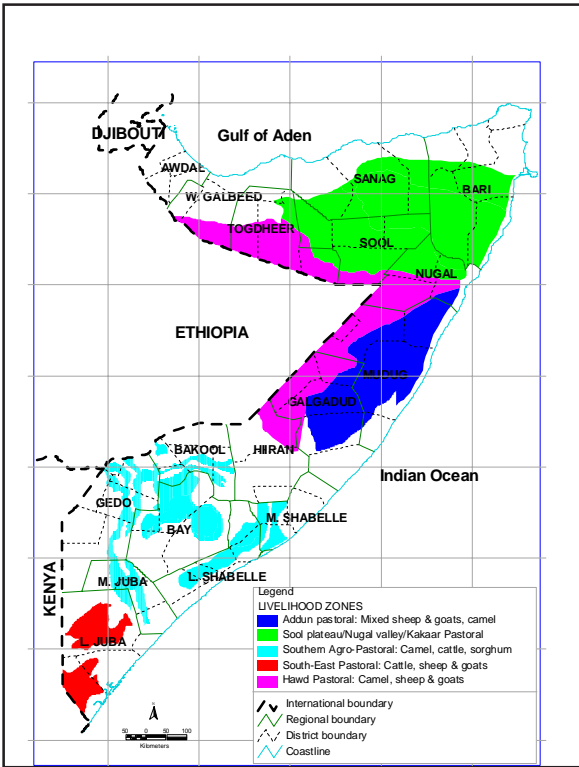 DJIBOUTI
Gulf of Aden
AWDAL
SANAG
BARI
W. GALBEED
TOGDHEER
SOOL
NUGAL
ETHIOPIA
MUDUG
GALGADUD
BAKOOL
HIIRAN
Indian Ocean
GEDO
M. SHABELLE
BAY
KENYA
M. JUBA
L. SHABELLE
L. JUBA
Legend
LIVELIHOOD ZONES
Addun pastoral: Mixed sheep & goats, camel
Sool plateau/Nugal valley/Kakaar Pastoral
Southern Agro-Pastoral: Camel, cattle, sorghum
South-East Pastoral: Cattle, sheep & goats
Hawd Pastoral: Camel, sheep & goats
International boundary
Regional boundary
District boundary
Coastline
N
50 0 50 100
Kilometers